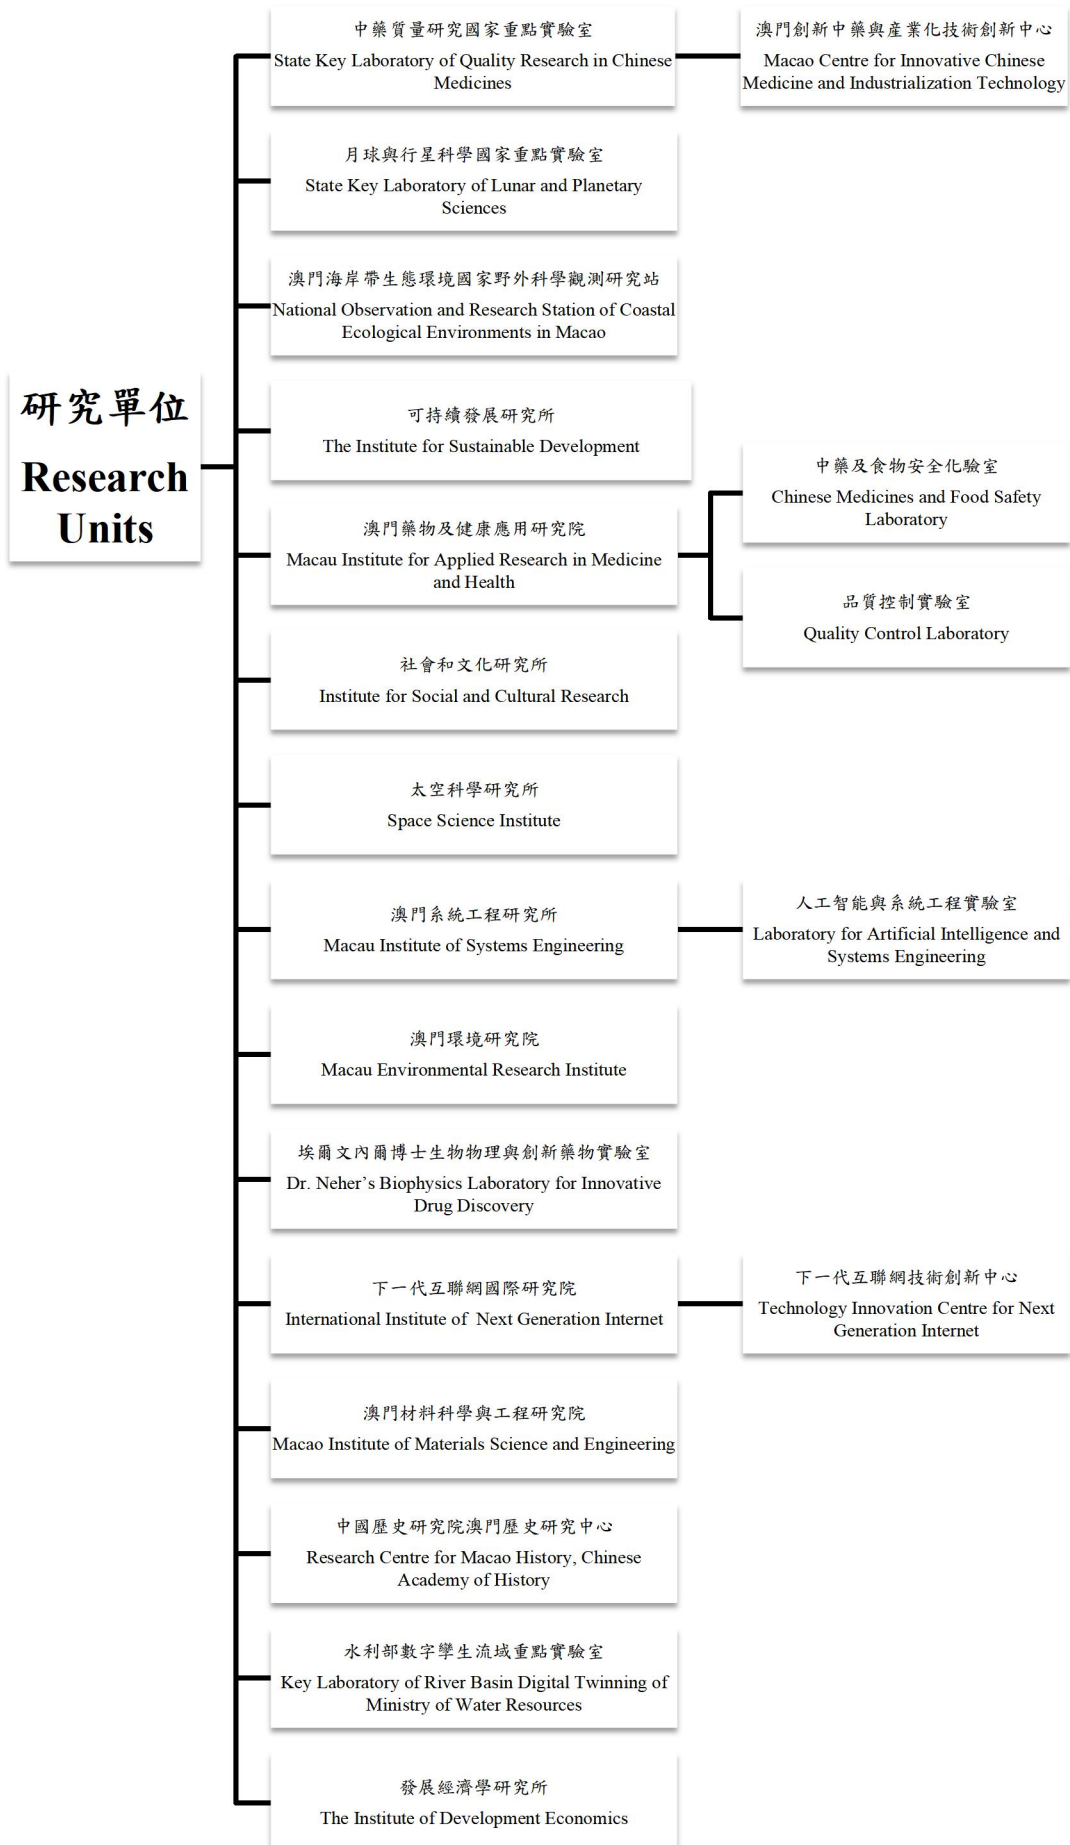 研究單位
Research
Units
中藥質量研究國家重點實驗室
State Key Laboratory of Quality Research in Chinese
Medicines
澳門創新中藥與產業化技術創新中心
Macao Centre for Innovative Chinese
Medicine and Industrialization Technology
月球與行星科學國家重點實驗室
State Key Laboratory of Lunar and Planetary
Sciences
澳門海岸帶生態環境國家野外科學觀測研究站
National Observation and Research Station of Coastal
Ecological Environments in Macao
可持續發展研究所
The Institute for Sustainable Development
澳門藥物及健康應用研究院
Macau Institute for Applied Research in Medicine
and Health
中藥及食物安全化驗室
Chinese Medicines and Food Safety
Laboratory
品質控制實驗室
Quality Control Laboratory
社會和文化研究所
Institute for Social and Cultural Research
太空科學研究所
Space Science Institute
澳門系統工程研究所
Macau Institute of Systems Engineering
人工智能與系統工程實驗室
Laboratory for Artificial Intelligence and
Systems Engineering
澳門環境研究院
Macau Environmental Research Institute
埃爾文內爾博士生物物理與創新藥物實驗室
Dr. Neher’s Biophysics Laboratory for Innovative
Drug Discovery
下一代互聯網國際研究院
International Institute of Next Generation Internet
下一代互聯網技術創新中心
Technology Innovation Centre for Next
Generation Internet
澳門材料科學與工程研究院
Macao Institute of Materials Science and Engineering
中國歷史研究院澳門歷史研究中心
Research Centre for Macao History, Chinese
Academy of History
水利部數字孿生流域重點實驗室
Key Laboratory of River Basin Digital Twinning of
Ministry of Water Resources
發展經濟學研究所
The Institute of Development Economics